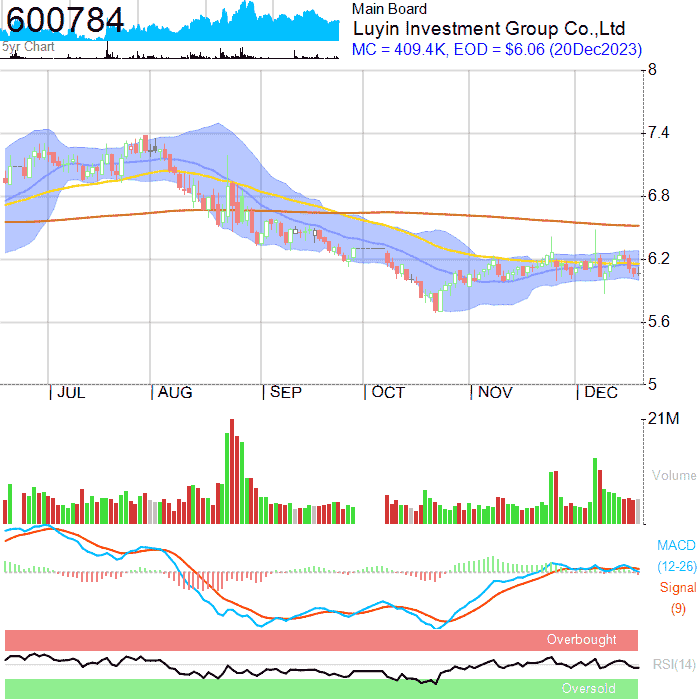 600784
5yr Chart
Main Board
Luyin Investment Group Co.,Ltd
MC = 409.4K, EOD = $6.06 (20Dec2023)
8
7.4
6.8
6.2
5.6
5
JUL AUG SEP OCT NOV DEC
21M
Volume
MACD
(12-26)
Signal
(9)
Overbought
RSI(14)
Oversold